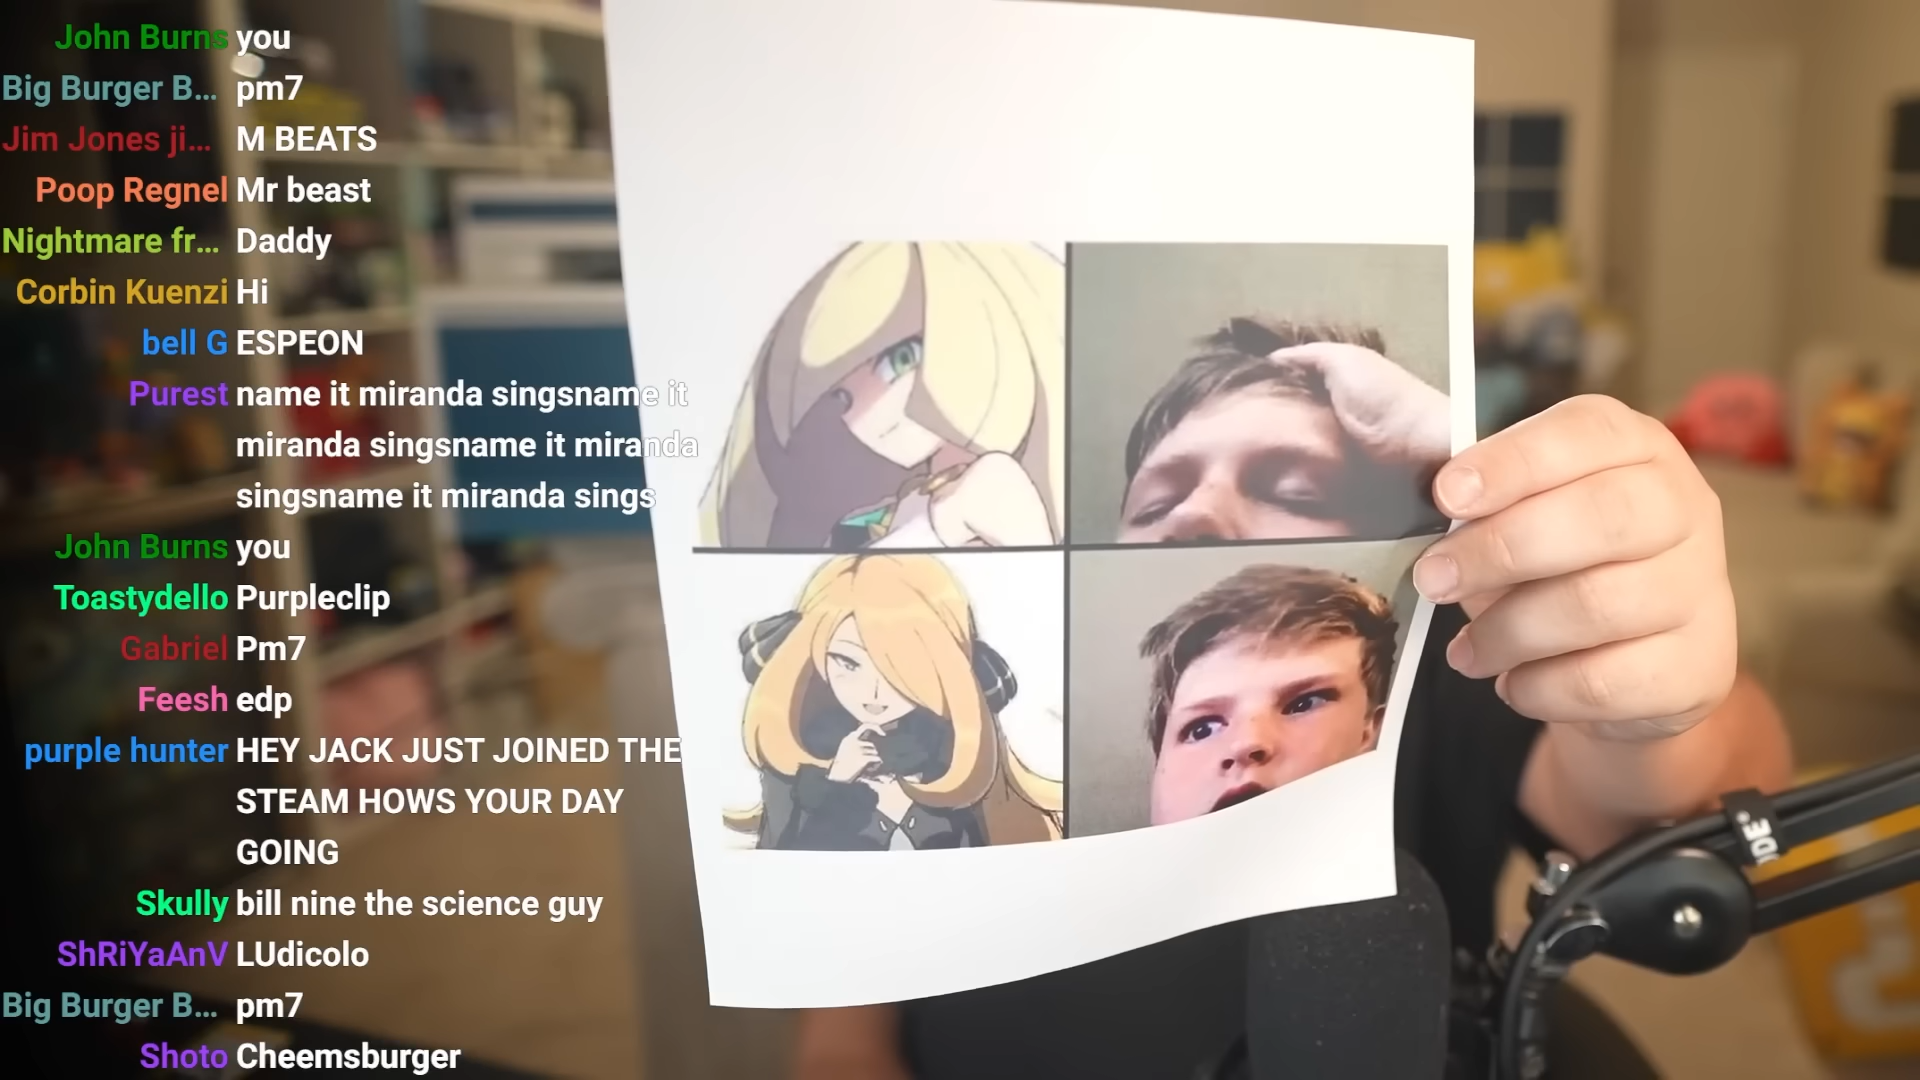 John Burns you
Big Burger B... pm7
Jim Jones ji... M BEATS
Poop Regnel Mr beast
Nightmare fr... Daddy
Corbin Kuenzi Hi
bell G ESPEON
Purest name it miranda singsname it
miranda singsname it miranda
singsname it miranda sings
John Burns you
Toastydello Purpleclip
Gabriel Pm7
Feesh edp
purple hunter HEY JACK JUST JOINED THE
STEAM HOWS YOUR DAY
GOING
Skully bill nine the science guy
ShRiYaAnV LUdicolo
Big Burger B... pm7
Shoto Cheemsburger